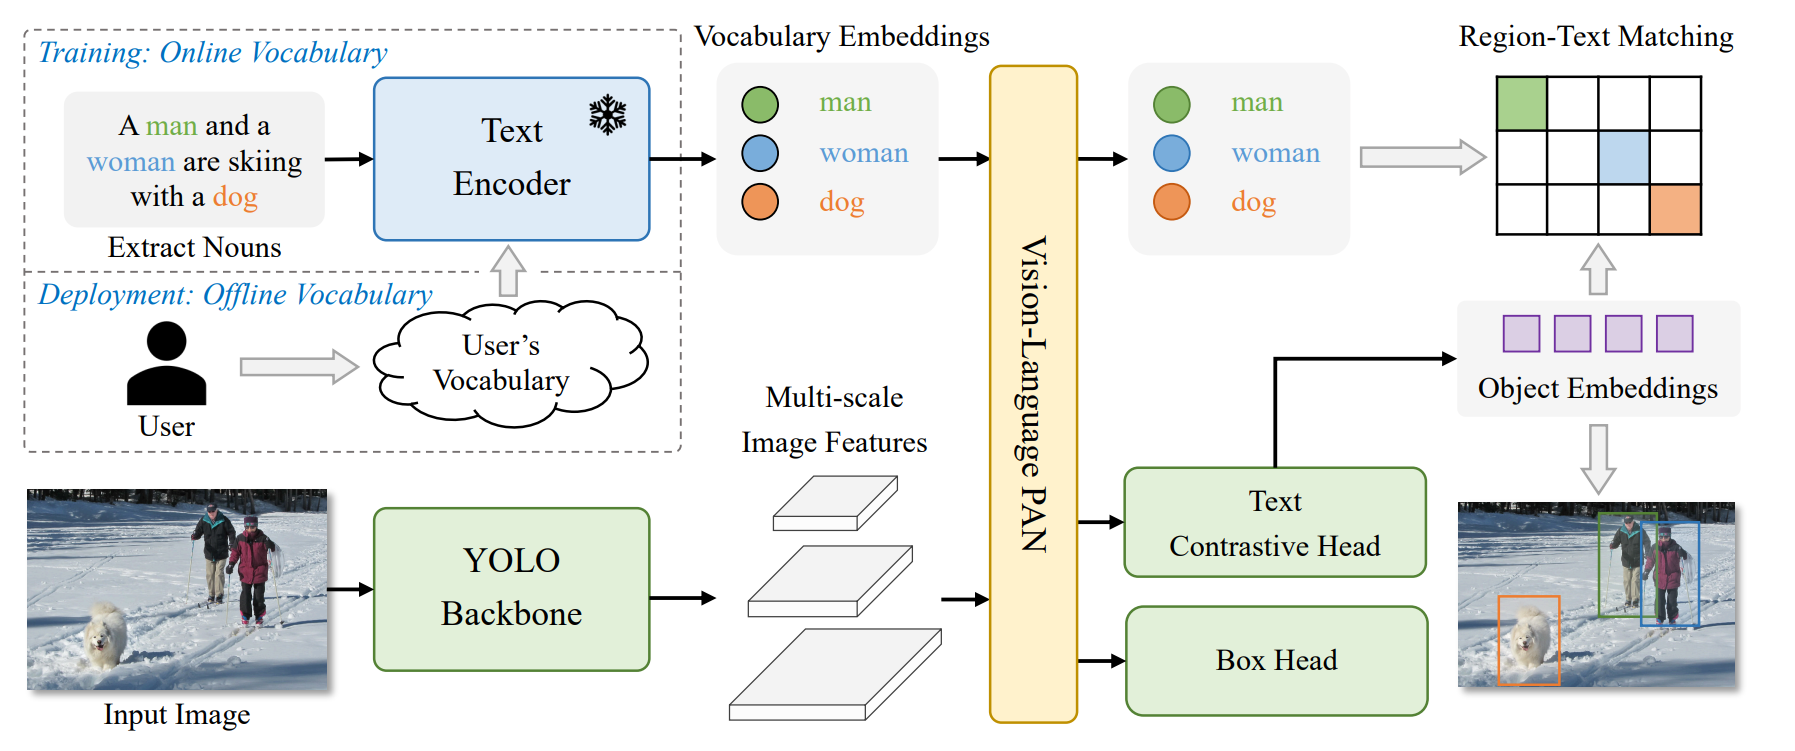 Training: Online Vocabulary
A man and a
woman are skiing
with a dog
Extract Nouns
Text
Encoder
Deployment: Offline Vocabulary
User
User's
Vocabulary
Vocabulary Embeddings
man
woman
dog
Vision-Language PAN
man
woman
dog
Region-Text Matching
Object Embeddings
Input Image
YOLO
Backbone
Multi-scale
Image Features
Text
Contrastive Head
Box Head